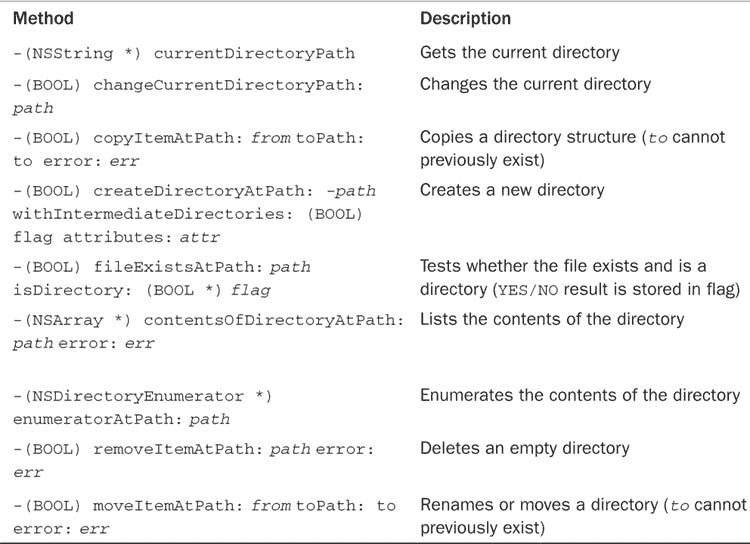 Method Description
-(NSString *) currentDirectoryPath Gets the current directory
-(BOOL) changeCurrentDirectoryPath: Changes the current directory
path
-(BOOL) copyItemAtPath: from toPath: Copies a directory structure (to cannot
to error: err previously exist)
-(BOOL) createDirectoryAtPath: -path Creates a new directory
withIntermediateDirectories: (BOOL)
flag attributes: attr
-(BOOL) fileExistsAtPath: path Tests whether the file exists and is a
isDirectory: (BOOL *) flag directory (YES/NO result is stored in flag)
-(NSArray *) contentsOfDirectoryAtPath: Lists the contents of the directory
path error: err
-(NSDirectoryEnumerator *) Enumerates the contents of the directory
enumeratorAtPath: path
-(BOOL) removeItemAtPath: path error: Deletes an empty directory
err
-(BOOL) moveItemAtPath: from toPath: to Renames or moves a directory (to cannot
error: err previously exist)